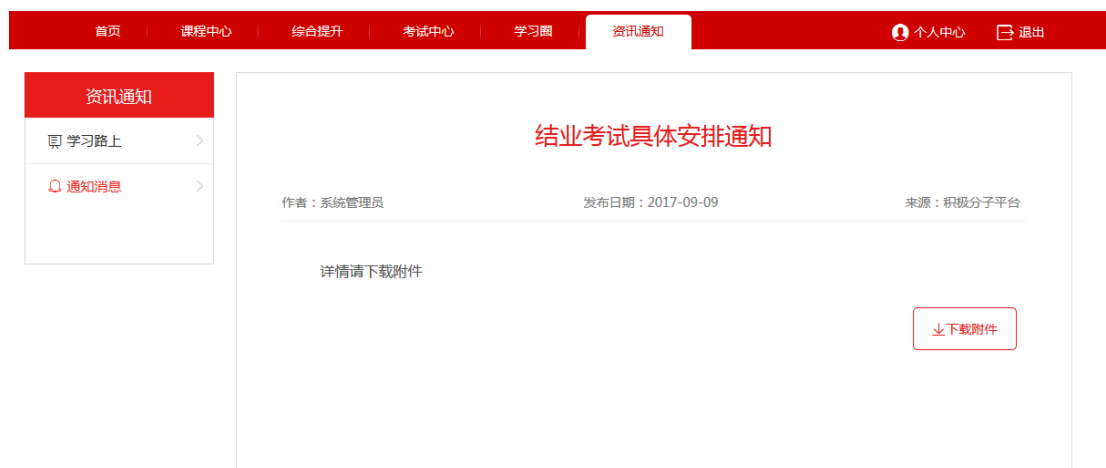 首页 课程中心 综合提升 考试中心 学习圈 资讯通知 个人中心 退出
资讯通知
学习路上
通知消息
结业考试具体安排通知
作者：系统管理员 发布日期：2017-09-09 来源：积极分子平台
详情请下载附件
下载附件